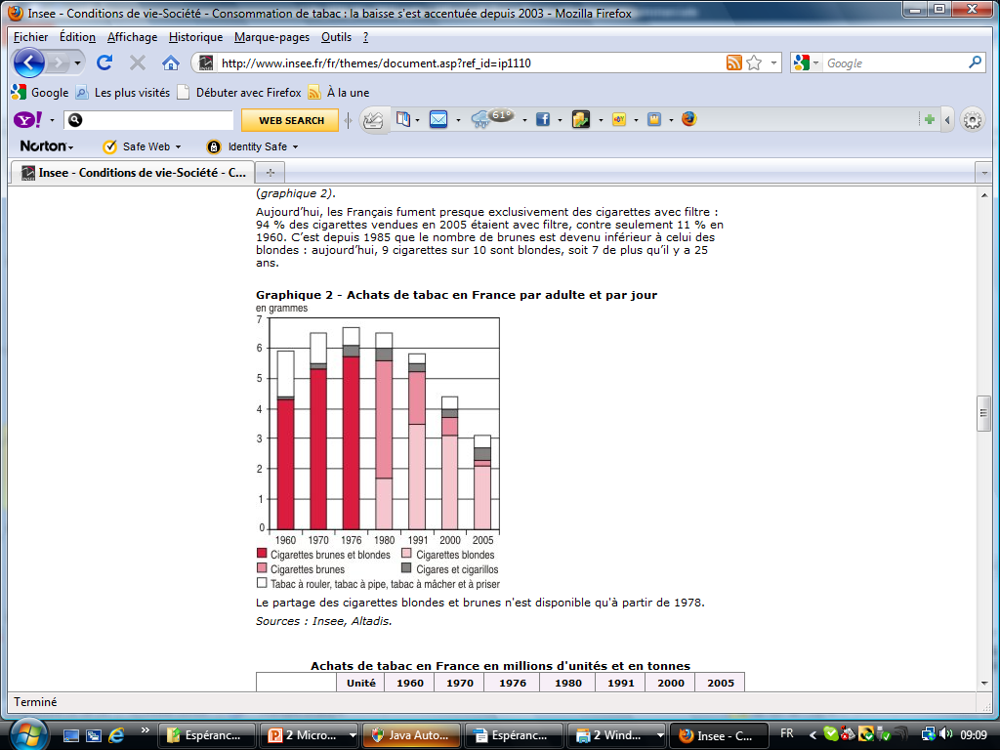 Insee - Conditions de vie-Société - Consommation de tabac : la baisse s'est accentuée depuis 2003 - Mozilla Firefox
Fichier Édition Affichage Historique Marque-pages Outils ?
http://www.insee.fr/fr/themes/document.asp?ref_id=ip1110
Google
Google Les plus visités Débuter avec Firefox À la une
Y! WEB SEARCH 61°
Norton Safe Web Identity Safe
Insee - Conditions de vie-Société - C...
(graphique 2).
Aujourd'hui, les Français fument presque exclusivement des cigarettes avec filtre :
94 % des cigarettes vendues en 2005 étaient avec filtre, contre seulement 11 % en
1960. C'est depuis 1985 que le nombre de brunes est devenu inférieur à celui des
blondes : aujourd'hui, 9 cigarettes sur 10 sont blondes, soit 7 de plus qu'il y a 25
ans.
Graphique 2 - Achats de tabac en France par adulte et par jour
en grammes
7
6
5
4
3
2
1
0
1960 1970 1976 1980 1991 2000 2005
Cigarettes brunes et blondes Cigarettes blondes
Cigarettes brunes Cigares et cigarillos
Tabac à rouler, tabac à pipe, tabac à mâcher et à priser
Le partage des cigarettes blondes et brunes n'est disponible qu'à partir de 1978.
Sources : Insee, Altadis.
Achats de tabac en France en millions d'unités et en tonnes
Unité 1960 1970 1976 1980 1991 2000 2005
Terminé
Espéranc... 2 Micro... Java Auto... Espéranc... 2 Wind... Insee - C... FR 09:09